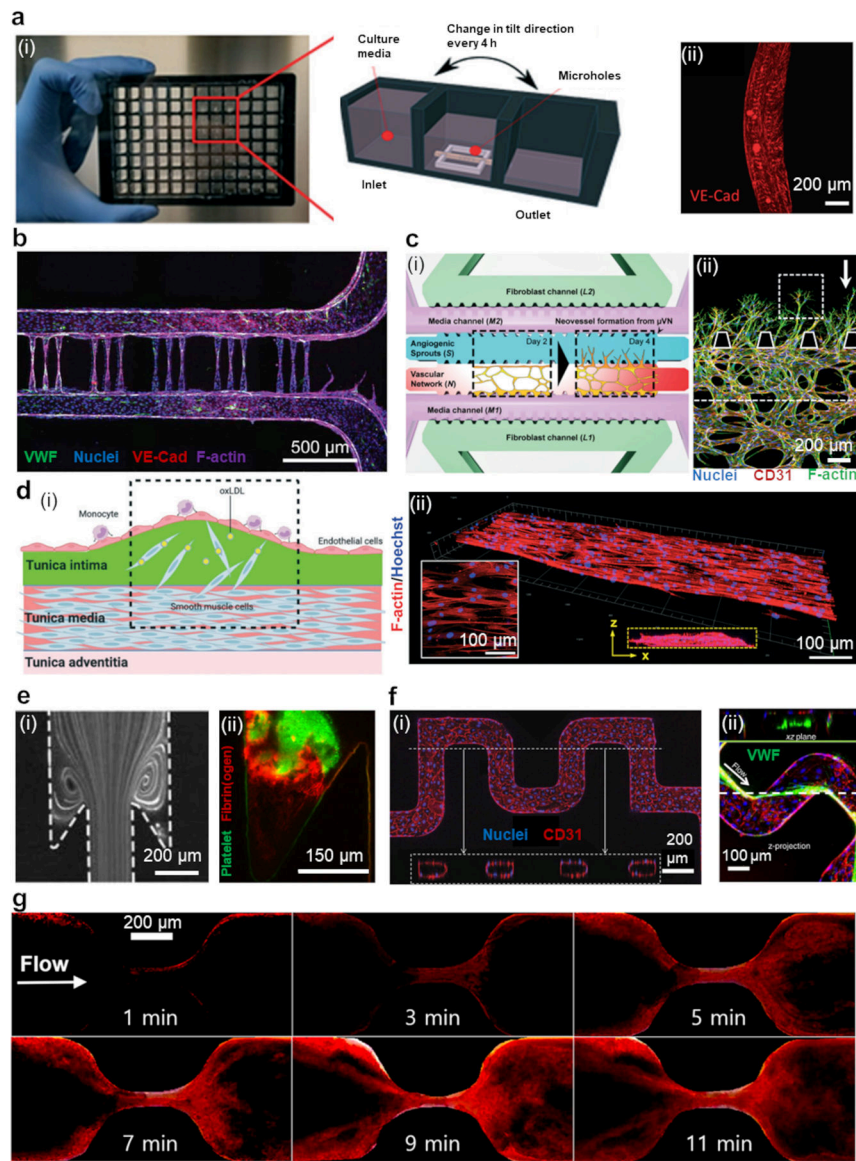 a
(i)
Culture
media
Change in tilt direction
every 4 h
Microholes
Inlet
Outlet
(ii)
VE-Cad
200 µm
b
VWF Nuclei VE-Cad F-actin
500 µm
c
(i)
Fibroblast channel (L2)
Media channel (M2)
Neovessel formation from µVN
Angiogenic
Sprouts (S)
Day 2
Day 4
Vascular
Network (N)
Media channel (M1)
Fibroblast channel (L1)
(ii)
200 µm
Nuclei CD31 F-actin
d
(i)
Monocyte
oxLDL
Endothelial cells
Tunica intima
Tunica media
Smooth muscle cells
Tunica adventitia
(ii)
F-actin/Hoechst
100 µm
z
x
100 µm
e
(i)
200 µm
(ii)
Platelet Fibrin(ogen)
150 µm
f
(i)
Nuclei CD31
200
µm
(ii)
xz plane
VWF
Flow
z-projection
100 µm
g
200 µm
Flow
1 min
3 min
5 min
7 min
9 min
11 min